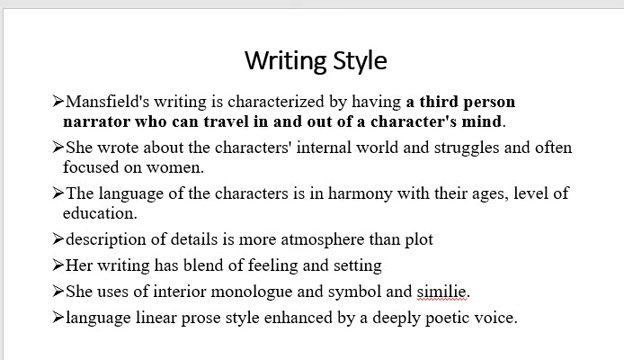 Writing Style
➢Mansfield's writing is characterized by having a third person
narrator who can travel in and out of a character's mind.
➢She wrote about the characters' internal world and struggles and often
focused on women.
➢The language of the characters is in harmony with their ages, level of
education.
➢description of details is more atmosphere than plot
➢Her writing has blend of feeling and setting
➢She uses of interior monologue and symbol and similie.
➢language linear prose style enhanced by a deeply poetic voice.